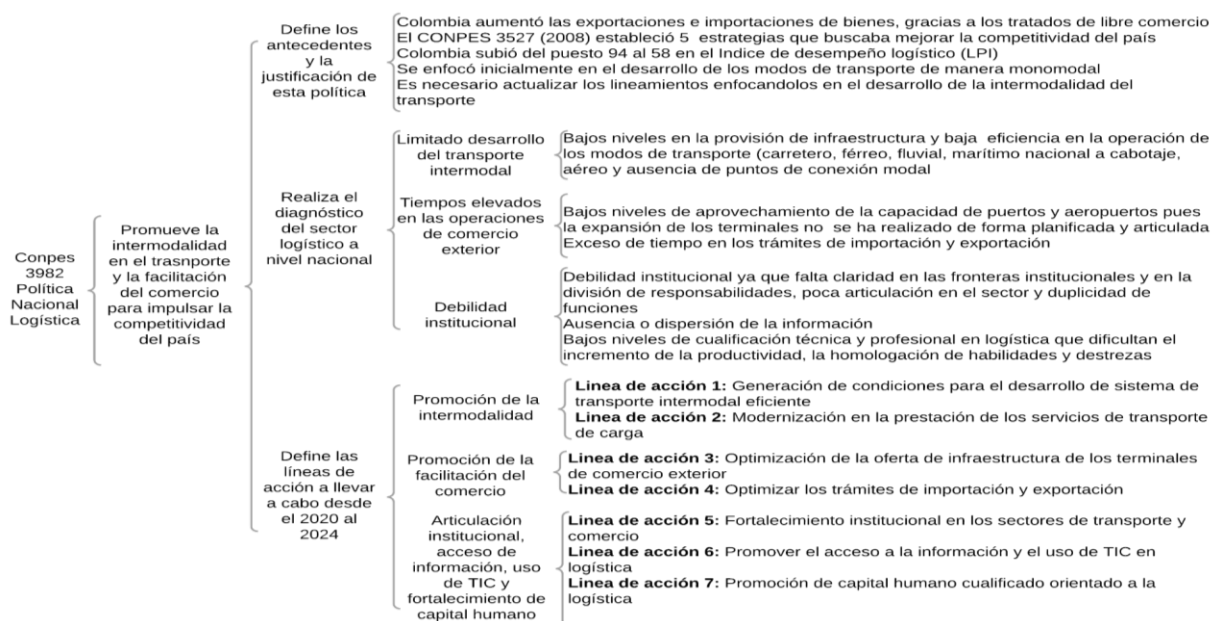 Conpes
3982
Política
Nacional
Logística
Promueve la
intermodalidad
en el trasnporte
y la facilitación
del comercio
para impulsar la
competitividad
del país
Define los
antecedentes
y la
justificación de
esta política
Colombia aumentó las exportaciones e importaciones de bienes, gracias a los tratados de libre comercio
El CONPES 3527 (2008) estableció 5 estrategias que buscaba mejorar la competitividad del país
Colombia subió del puesto 94 al 58 en el Indice de desempeño logístico (LPI)
Se enfocó inicialmente en el desarrollo de los modos de transporte de manera monomodal
Es necesario actualizar los lineamientos enfocandolos en el desarrollo de la intermodalidad del
transporte
Realiza el
diagnóstico
del sector
logístico a
nivel nacional
Limitado desarrollo
del transporte
intermodal
Bajos niveles en la provisión de infraestructura y baja eficiencia en la operación de
los modos de transporte (carretero, férreo, fluvial, marítimo nacional a cabotaje,
aéreo y ausencia de puntos de conexión modal
Tiempos elevados
en las operaciones
de comercio
exterior
Bajos niveles de aprovechamiento de la capacidad de puertos y aeropuertos pues
la expansión de los terminales no se ha realizado de forma planificada y articulada
Exceso de tiempo en los trámites de importación y exportación
Debilidad
institucional
Debilidad institucional ya que falta claridad en las fronteras institucionales y en la
división de responsabilidades, poca articulación en el sector y duplicidad de
funciones
Ausencia o dispersión de la información
Bajos niveles de cualificación técnica y profesional en logística que dificultan el
incremento de la productividad, la homologación de habilidades y destrezas
Define las
líneas de
acción a llevar
a cabo desde
el 2020 al
2024
Promoción de la
intermodalidad
Linea de acción 1: Generación de condiciones para el desarrollo de sistema de
transporte intermodal eficiente
Linea de acción 2: Modernización en la prestación de los servicios de transporte
de carga
Promoción de la
facilitación del
comercio
Linea de acción 3: Optimización de la oferta de infraestructura de los terminales
de comercio exterior
Linea de acción 4: Optimizar los trámites de importación y exportación
Articulación
institucional,
acceso de
información, uso
de TIC y
fortalecimiento de
capital humano
Linea de acción 5: Fortalecimiento institucional en los sectores de transporte y
comercio
Linea de acción 6: Promover el acceso a la información y el uso de TIC en
logística
Linea de acción 7: Promoción de capital humano cualificado orientado a la
logística